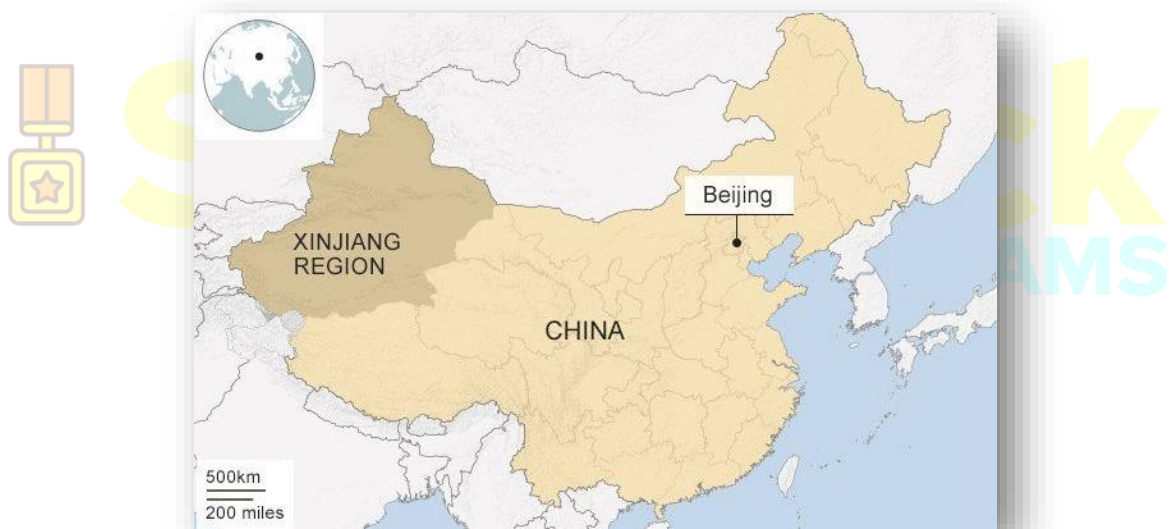 Beijing
XINJIANG
REGION
CHINA
500km
200 miles